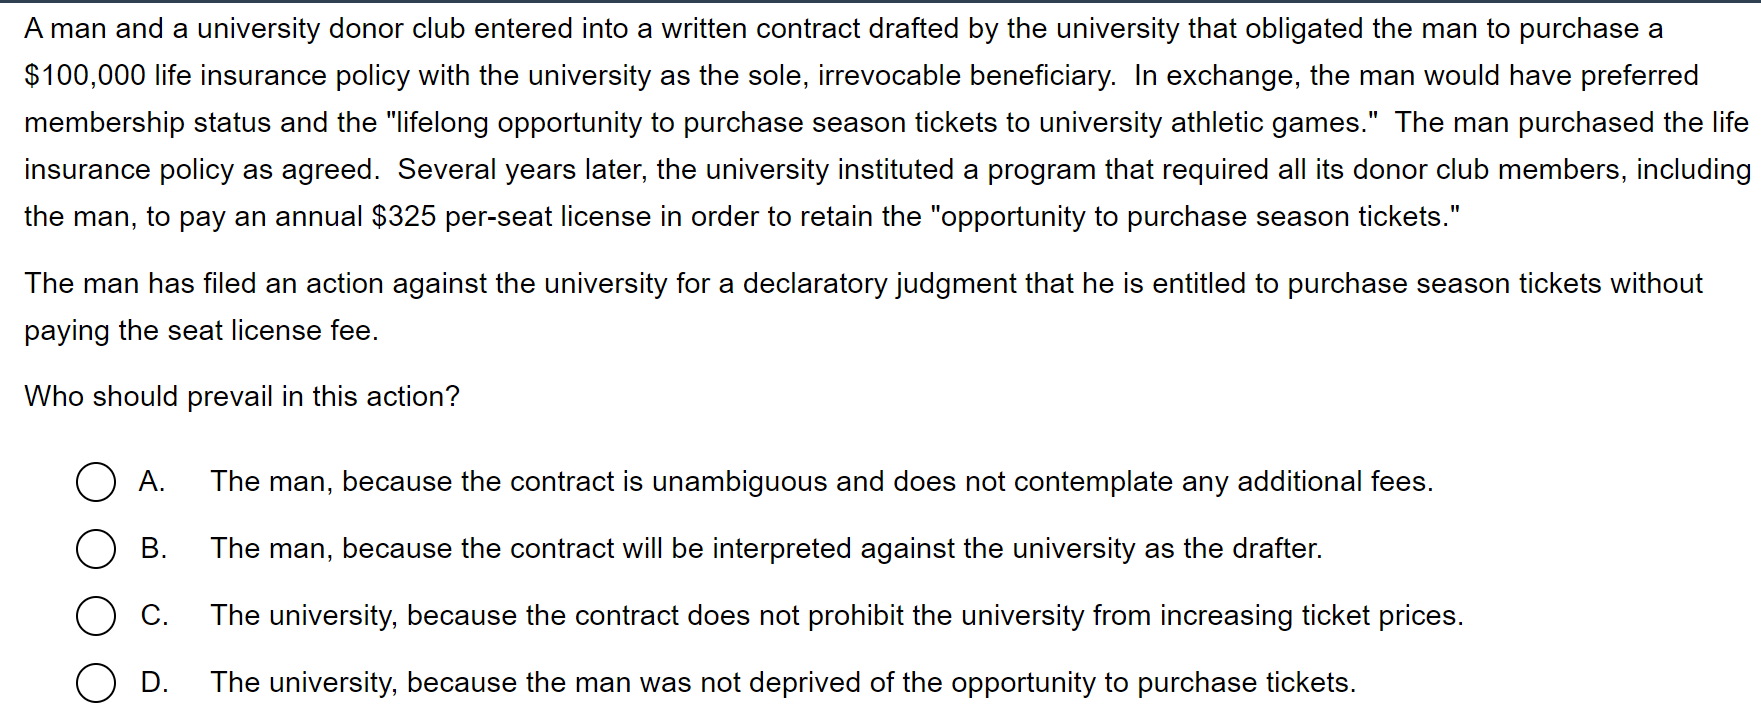 A man and a university donor club entered into a written contract drafted by the university that obligated the man to purchase a
$100,000 life insurance policy with the university as the sole, irrevocable beneficiary.  In exchange, the man would have preferred
membership status and the "lifelong opportunity to purchase season tickets to university athletic games."  The man purchased the life
insurance policy as agreed.  Several years later, the university instituted a program that required all its donor club members, including
the man, to pay an annual $325 per-seat license in order to retain the "opportunity to purchase season tickets."
The man has filed an action against the university for a declaratory judgment that he is entitled to purchase season tickets without
paying the seat license fee.
Who should prevail in this action?
A. The man, because the contract is unambiguous and does not contemplate any additional fees.
B. The man, because the contract will be interpreted against the university as the drafter.
C. The university, because the contract does not prohibit the university from increasing ticket prices.
D. The university, because the man was not deprived of the opportunity to purchase tickets.